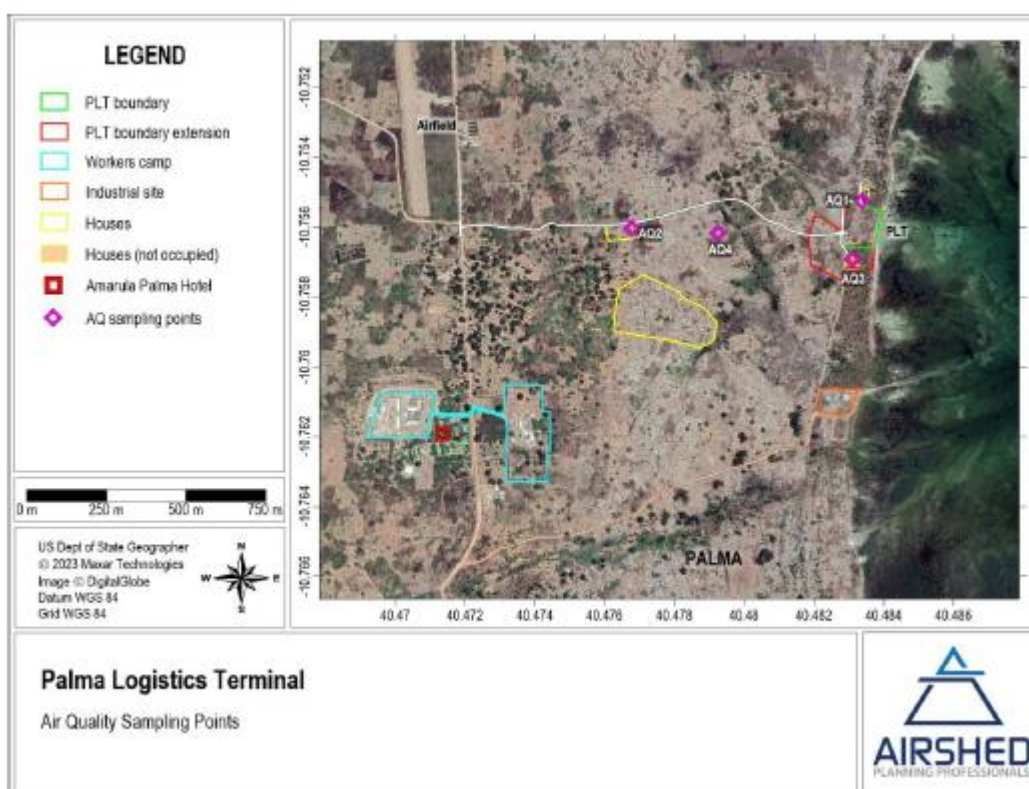 LEGEND
PLT boundary
PLT boundary extension
Workers camp
Industrial site
Houses
Houses (not occupied)
Amarula Palma Hotel
AQ sampling points
0 m 250 m 500 m 750 m
US Dept of State Geographer
© 2023 Maxar Technologies
Image © DigitalGlobe
Datum WGS 84
Grid WGS 84
N
W E
S
-10.752
-10.754
-10.756
-10.758
-10.76
-10.762
-10.764
-10.766
Airfield
AQ1
AQ2
AQ4
PLT
AQ3
PALMA
40.47 40.472 40.474 40.476 40.478 40.48 40.482 40.484 40.486
Palma Logistics Terminal
Air Quality Sampling Points
AIRSHED
PLANNING PROFESSIONALS